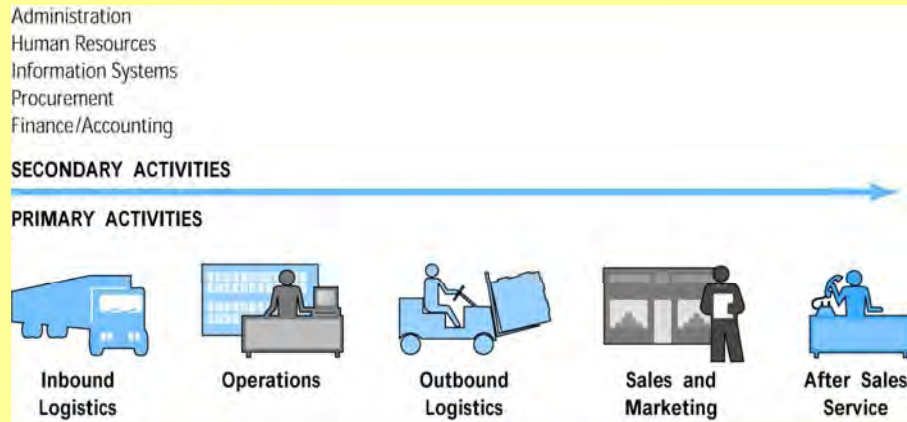 Administration
Human Resources
Information Systems
Procurement
Finance/Accounting
SECONDARY ACTIVITIES
PRIMARY ACTIVITIES
Inbound
Logistics
Operations
Outbound
Logistics
Sales and
Marketing
After Sales
Service